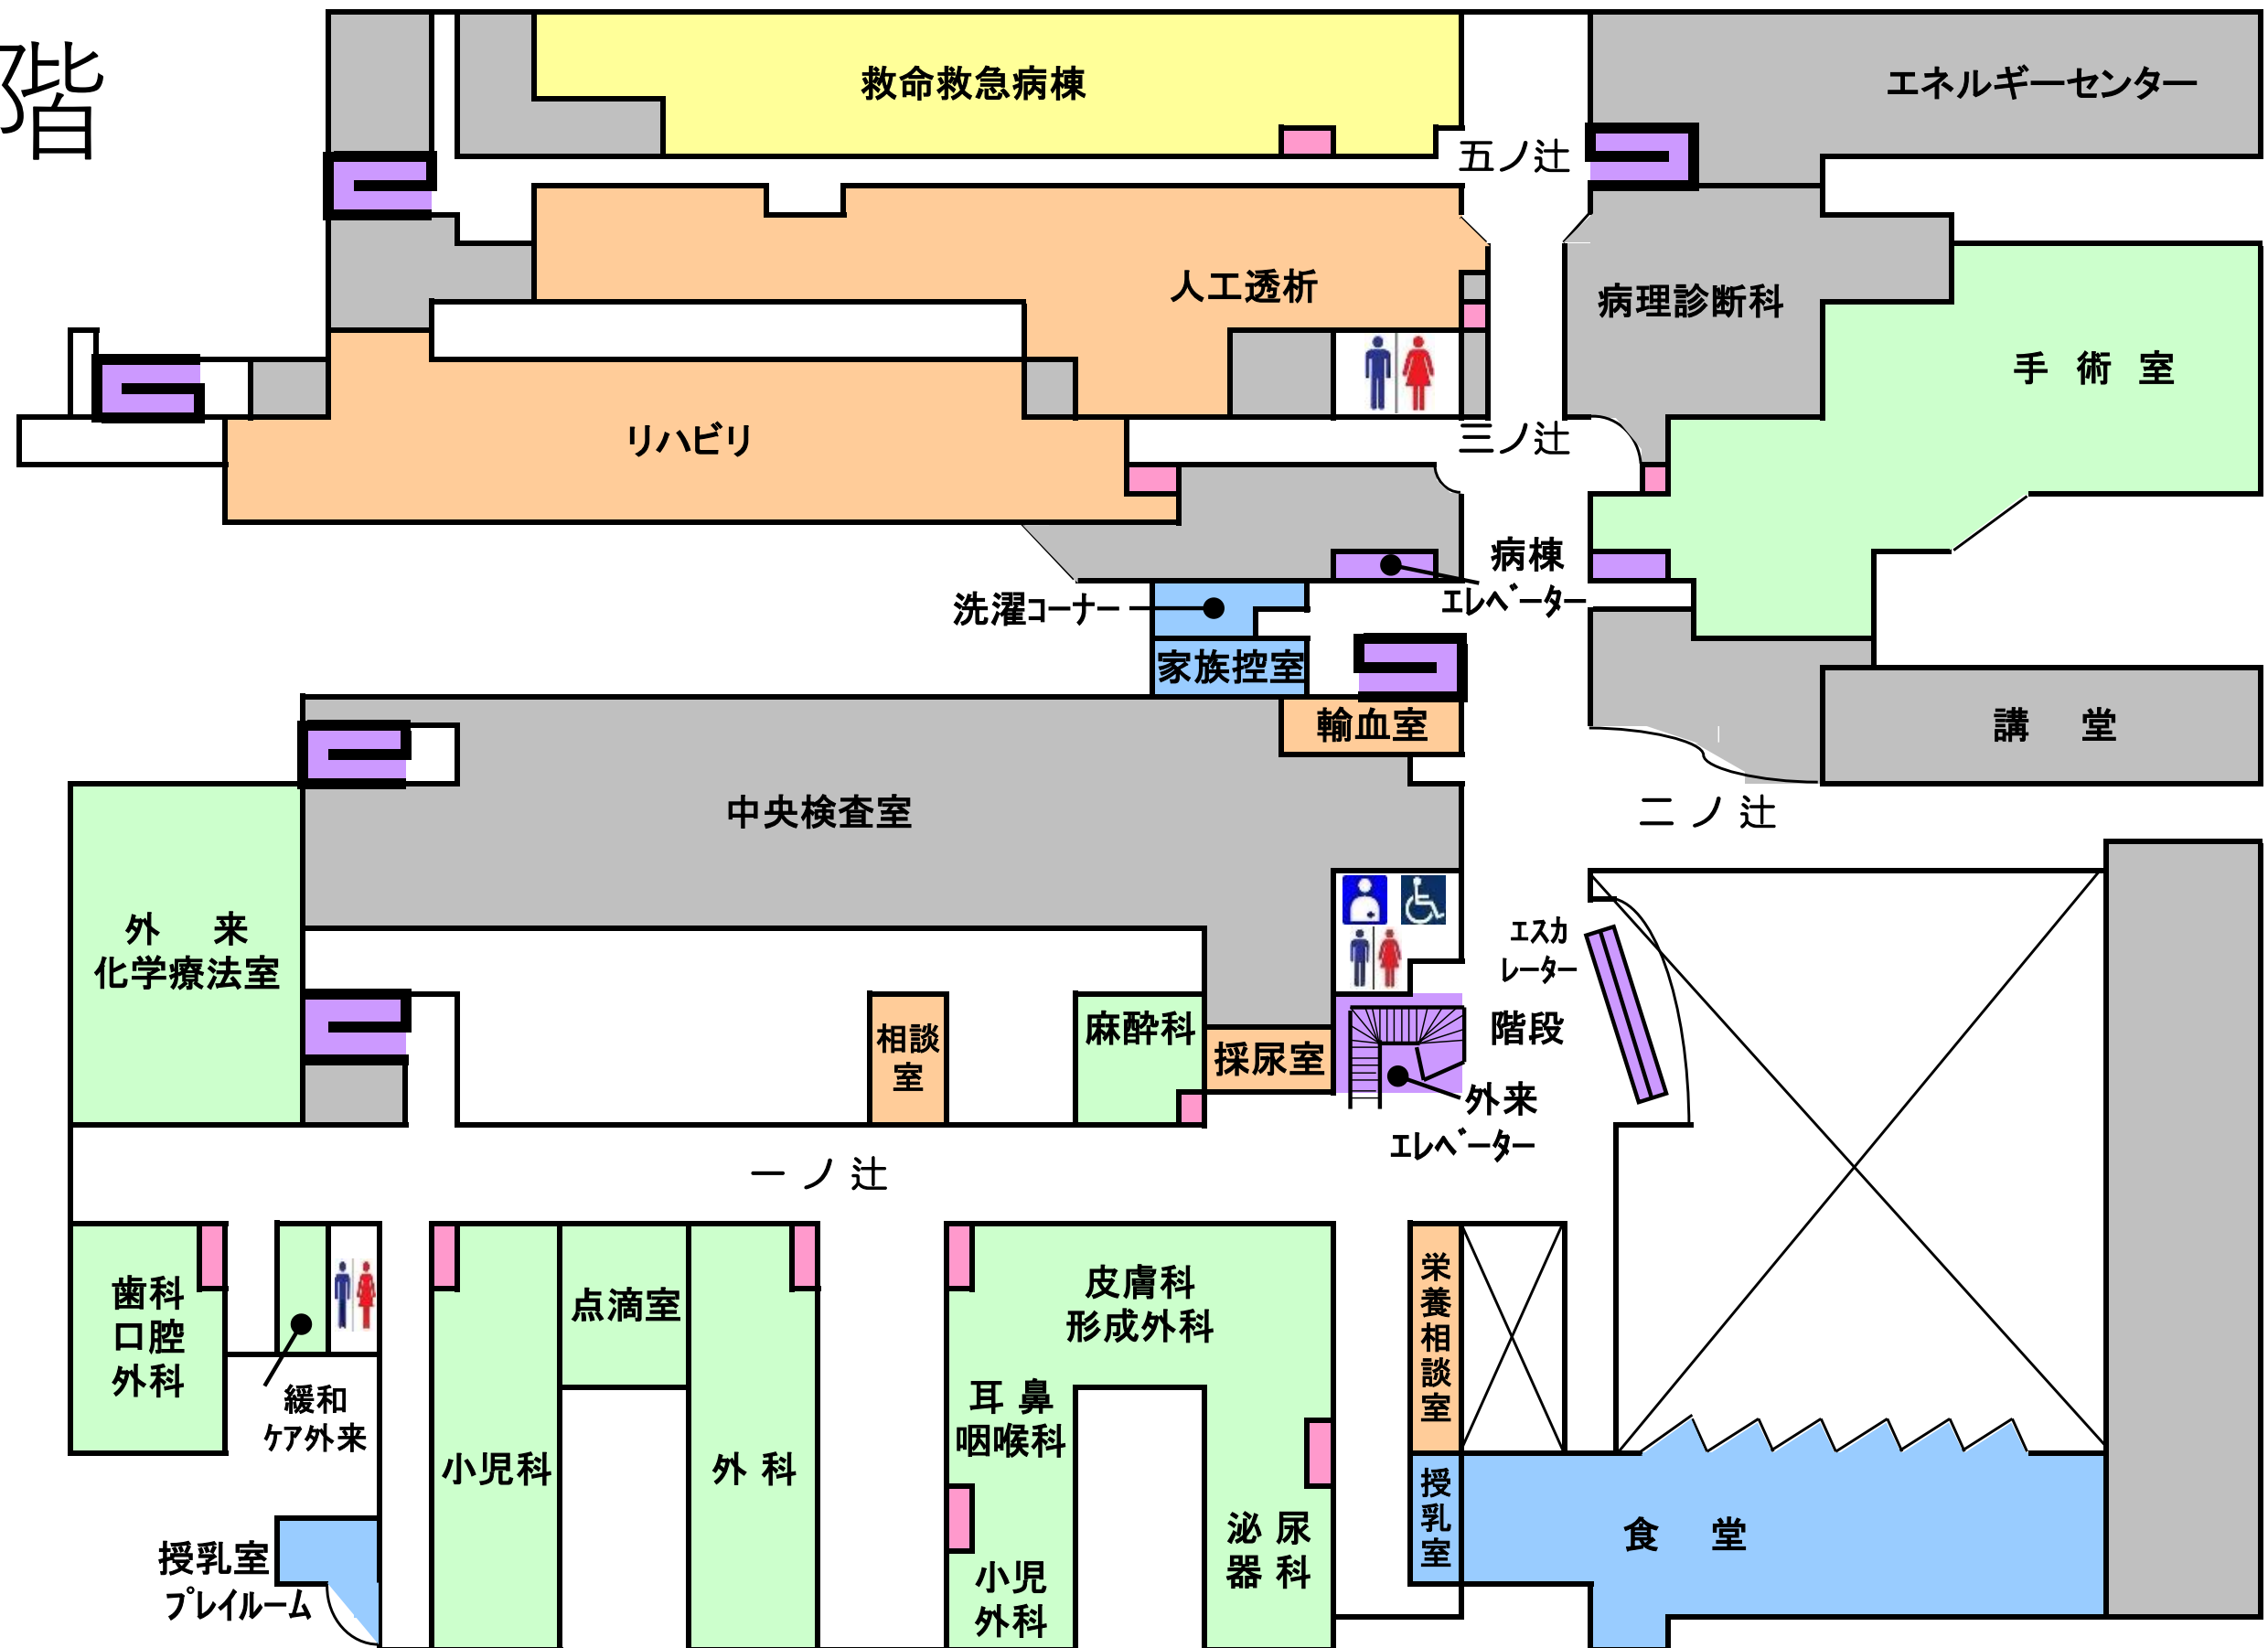 階
救命救急病棟
エネルギーセンター
五ノ辻
人工透析
病理診断科
手 術 室
リハビリ
三ノ辻
病棟
ｴﾚﾍﾞｰﾀｰ
洗濯ｺｰﾅｰ
家族控室
輸血室
講 堂
中央検査室
二 ノ 辻
外 来
化学療法室
ｴｽｶ
ﾚｰﾀｰ
相談
室
麻酔科
採尿室
階段
外来
ｴﾚﾍﾞｰﾀｰ
一 ノ 辻
歯科
口腔
外科
緩和
ｹｱ外来
点滴室
小児科
外 科
皮膚科
形成外科
耳 鼻
咽喉科
小児
外科
泌 尿
器 科
栄養相談室
授乳室
食 堂
授乳室
ﾌﾟﾚｲﾙｰﾑ